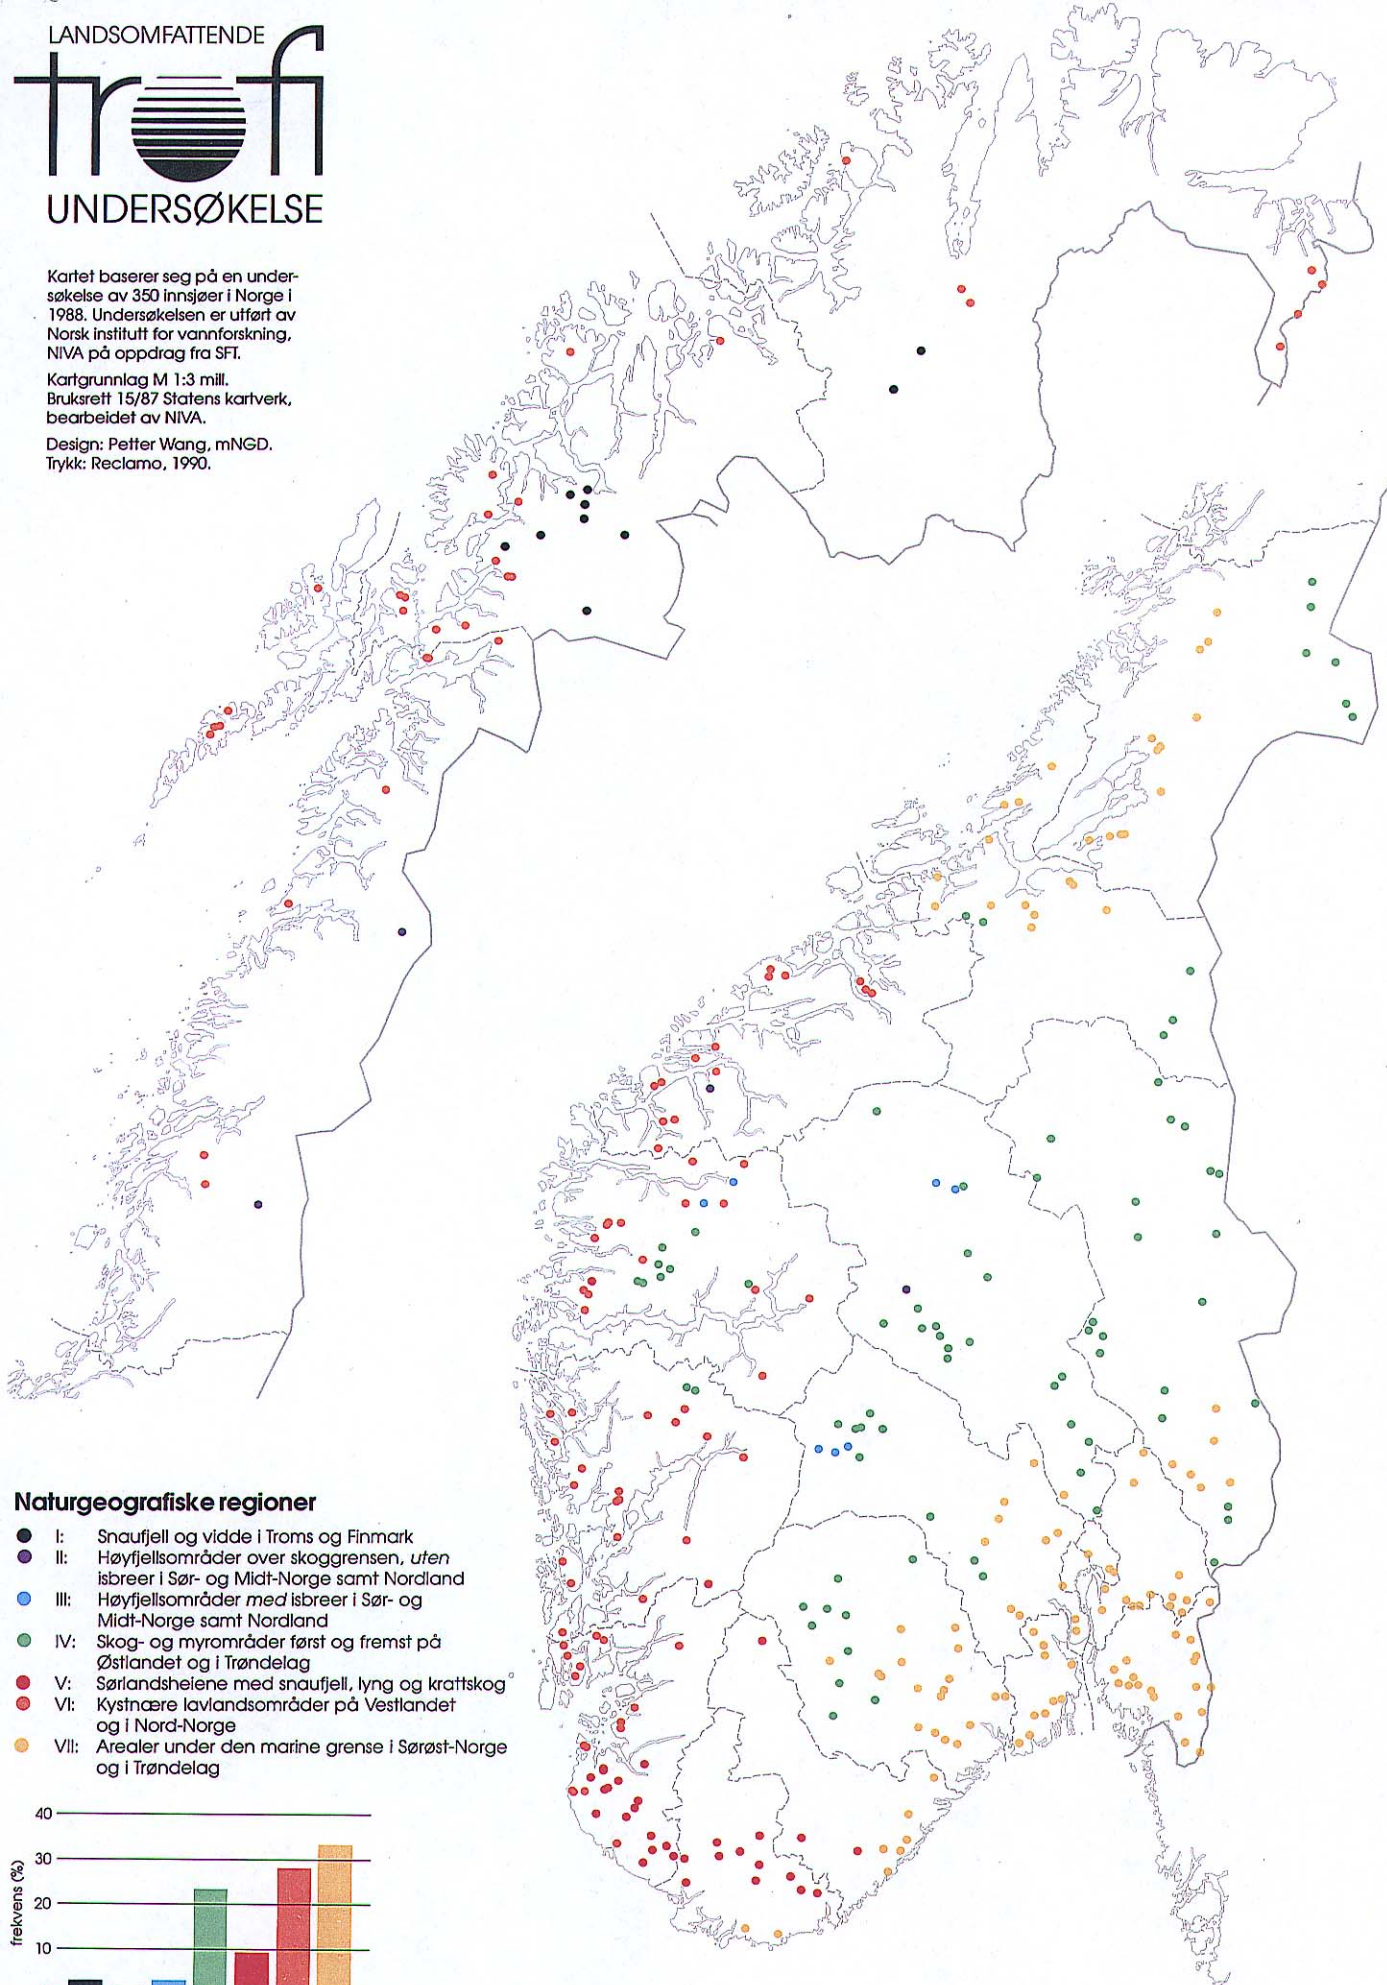 LANDSOMFATTENDE
trofi
UNDERSØKELSE
Kartet baserer seg på en under-
søkelse av 350 innsjøer i Norge i
1988. Undersøkelsen er utført av
Norsk institutt for vannforskning,
NIVA på oppdrag fra SFT.
Kartgrunnlag M 1:3 mill.
Bruksrett 15/87 Statens kartverk,
bearbeidet av NIVA.
Design: Petter Wang, mNGD.
Trykk: Reclamo, 1990.
Naturgeografiske regioner
I: Snaufjell og vidde i Troms og Finmark
II: Høyfjellsområder over skoggrensen, uten
isbreer i Sør- og Midt-Norge samt Nordland
III: Høyfjellsområder med isbreer i Sør- og
Midt-Norge samt Nordland
IV: Skog- og myrområder først og fremst på
Østlandet og i Trøndelag
V: Sørlandsheiene med snaufjell, lyng og krattskog
VI: Kystnære lavlandsområder på Vestlandet
og i Nord-Norge
VII: Arealer under den marine grense i Sørøst-Norge
og i Trøndelag
40
30
20
10
frekvens (%)